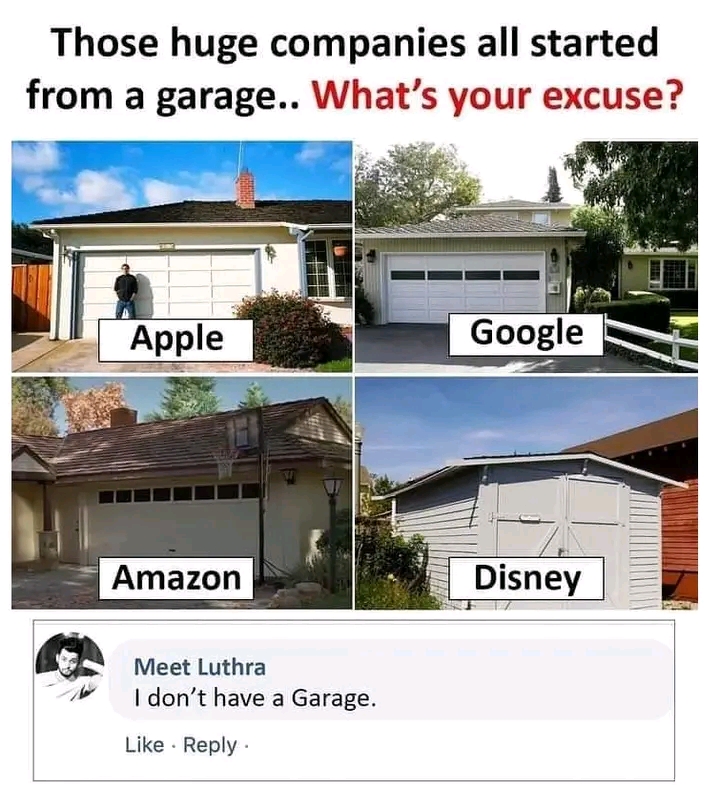 Those huge companies all started
from a garage.. What's your excuse?
Apple
Google
Amazon
Disney
Meet Luthra
I don't have a Garage.
Like · Reply ·